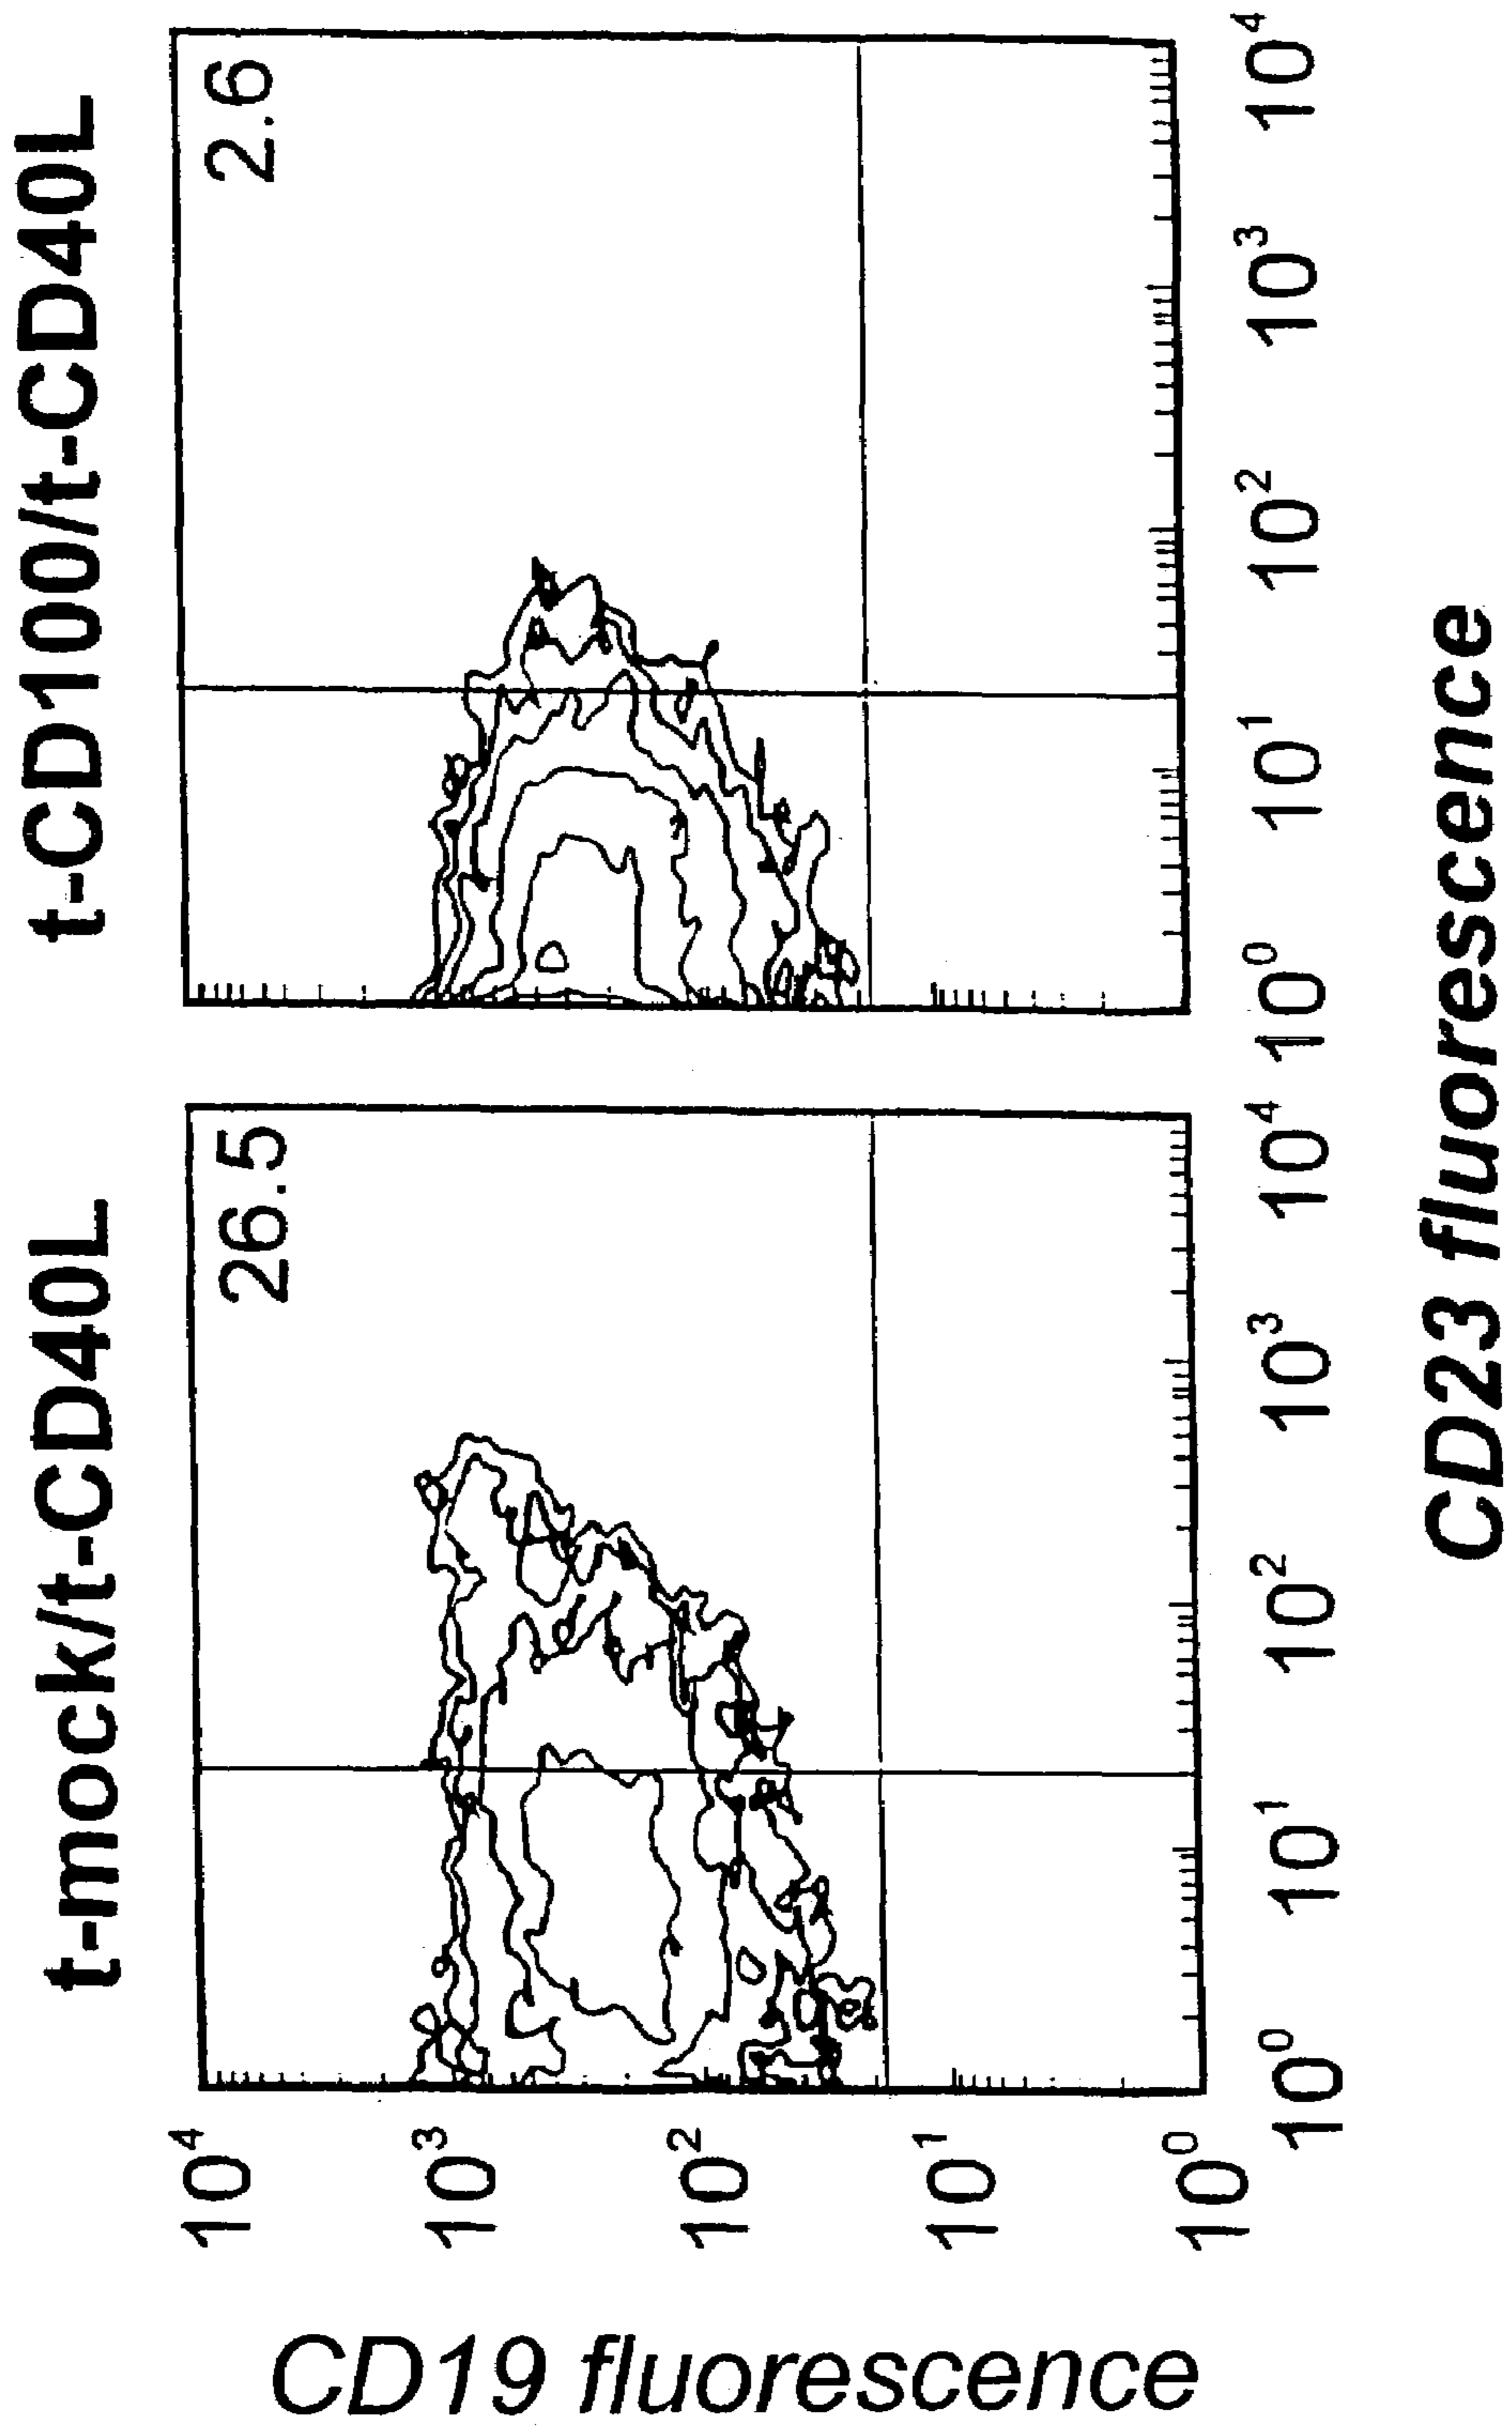 t-mock/t-CD40L
t-CD100/t-CD40L
26.5
2.6
CD19 fluorescence
10⁴
10³
10²
10¹
10⁰
10⁰ 10¹ 10² 10³ 10⁴
10⁰ 10¹ 10² 10³ 10⁴
CD23 fluorescence